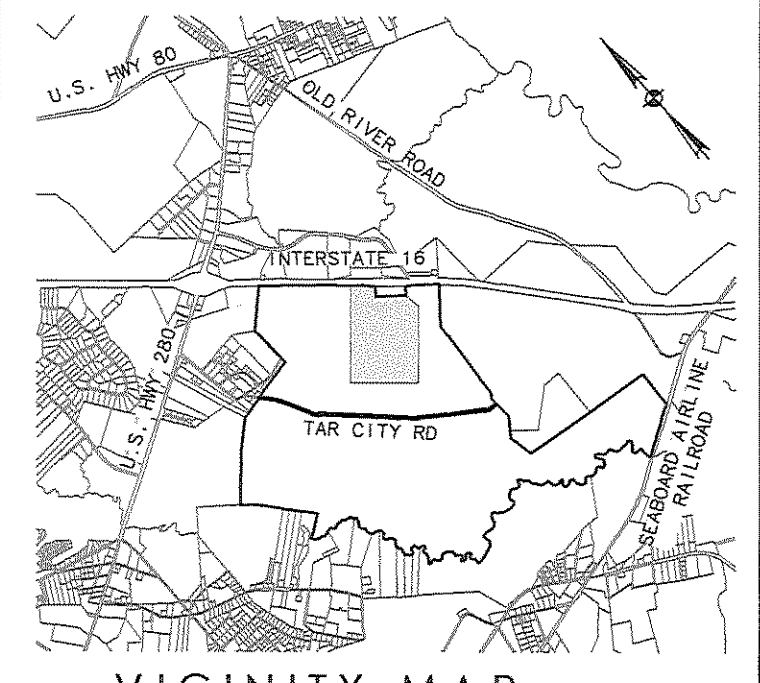 U.S. HWY 80
OLD RIVER ROAD
INTERSTATE 16
U.S. HWY 280
TAR CITY RD
SEABOARD AIRLINE
RAILROAD
VICINITY MAP